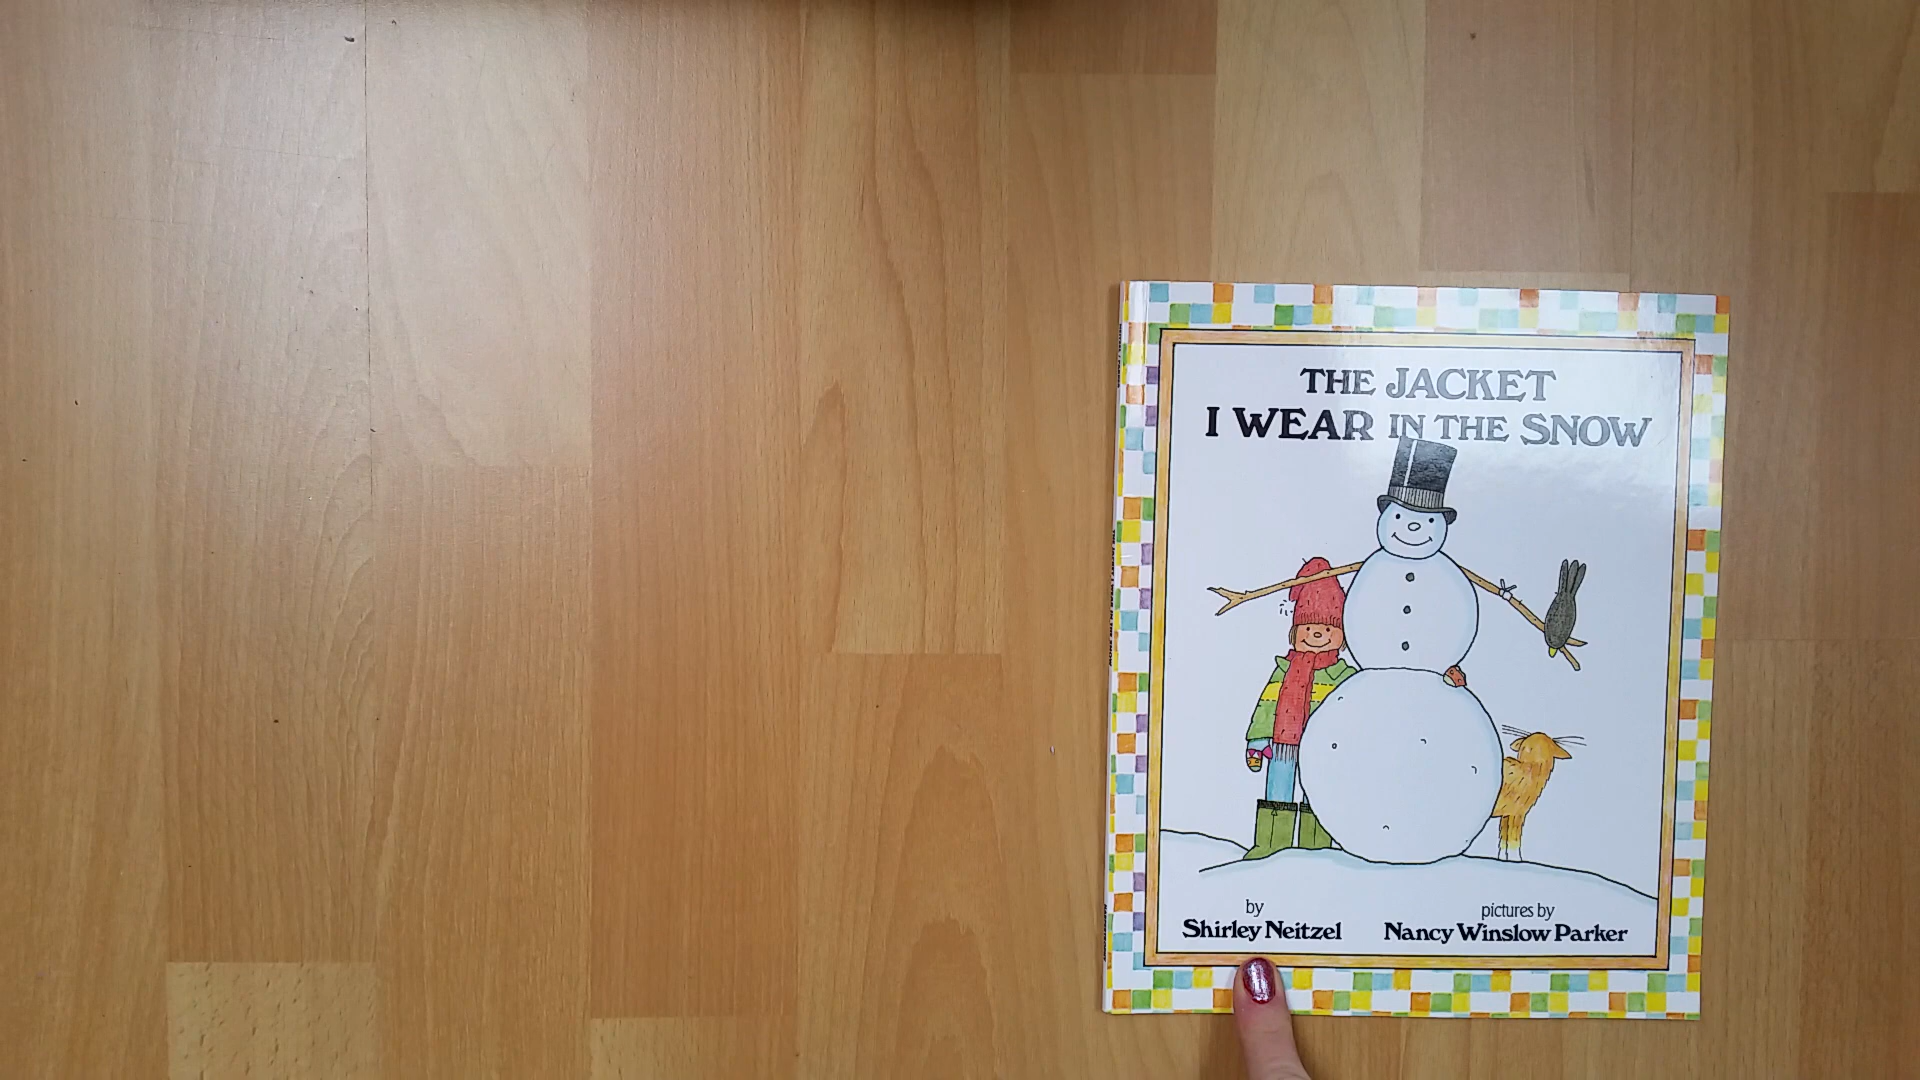 THE JACKET
I WEAR IN THE SNOW
by
Shirley Neitzel
pictures by
Nancy Winslow Parker